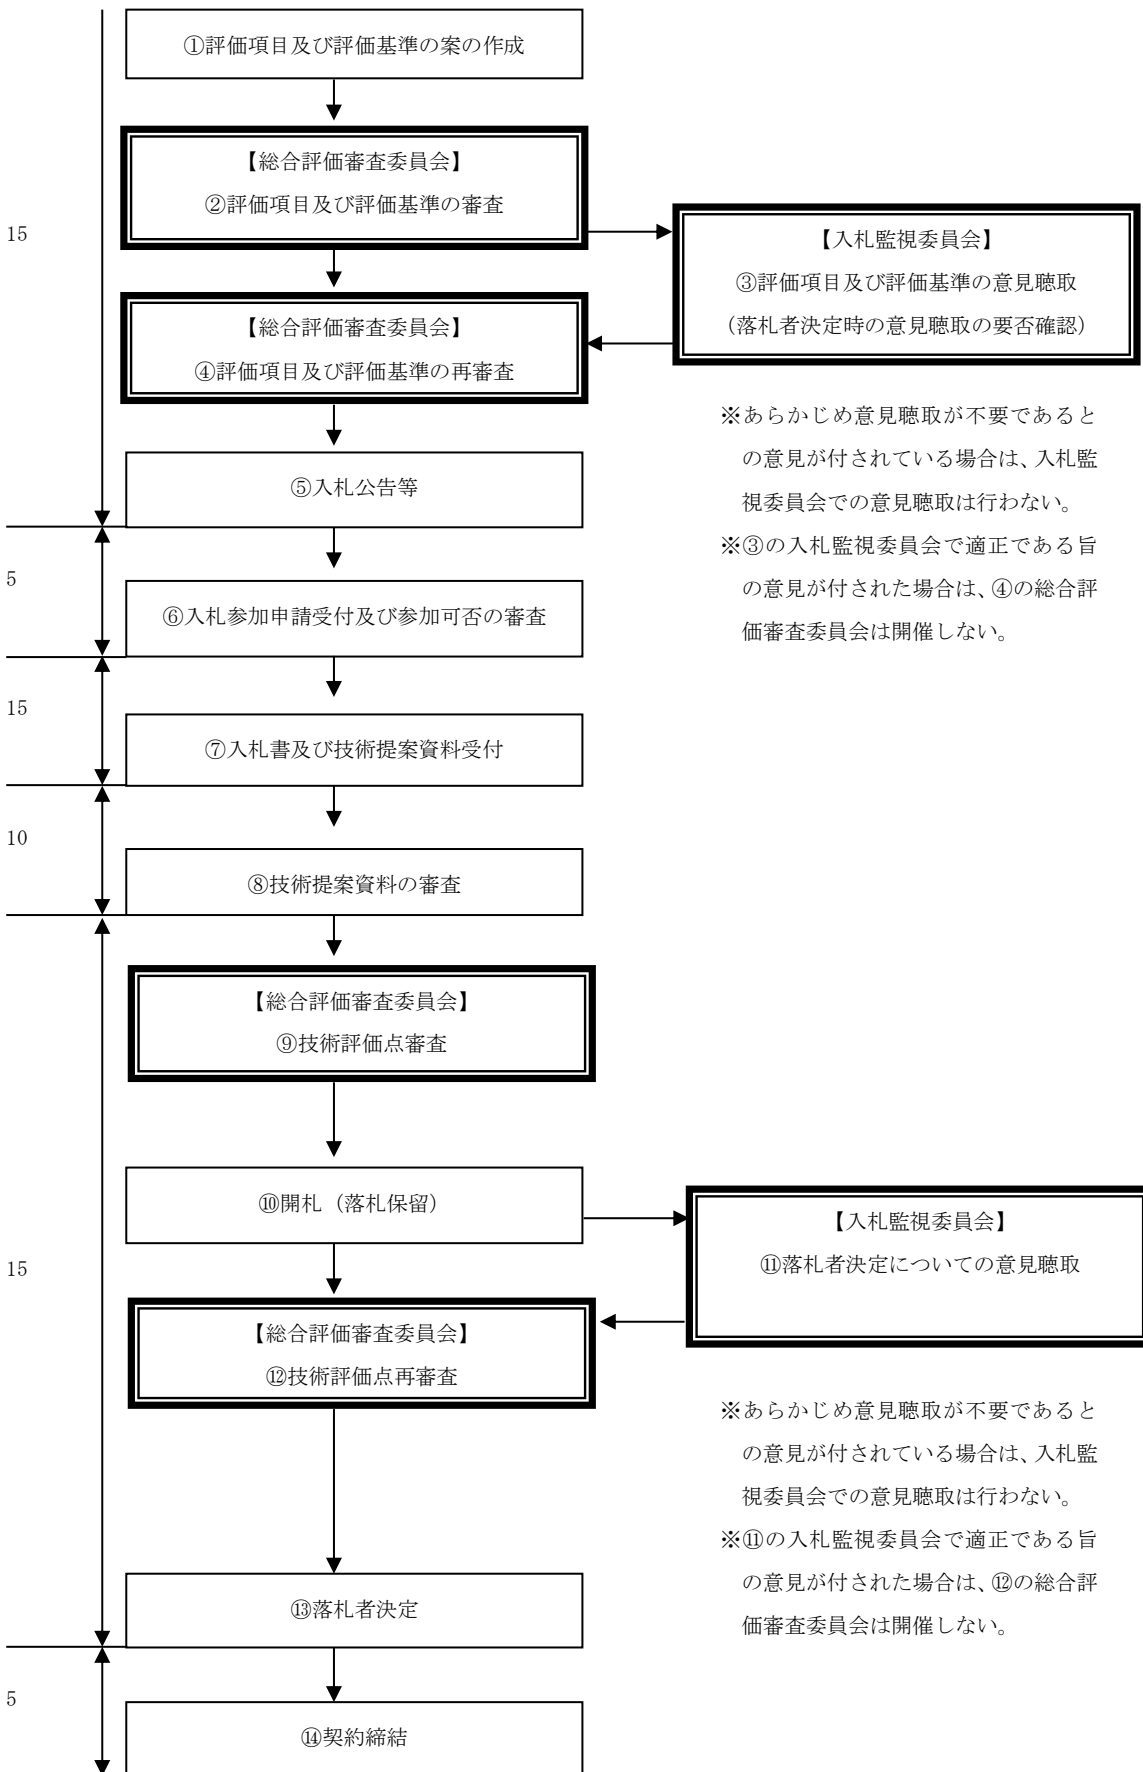 ①評価項目及び評価基準の案の作成
【総合評価審査委員会】
②評価項目及び評価基準の審査
15
【入札監視委員会】
③評価項目及び評価基準の意見聴取
（落札者決定時の意見聴取の要否確認）
【総合評価審査委員会】
④評価項目及び評価基準の再審査
※あらかじめ意見聴取が不要であると
の意見が付されている場合は、入札監
視委員会での意見聴取は行わない。
※③の入札監視委員会で適正である旨
の意見が付された場合は、④の総合評
価審査委員会は開催しない。
⑤入札公告等
5
⑥入札参加申請受付及び参加可否の審査
15
⑦入札書及び技術提案資料受付
10
⑧技術提案資料の審査
【総合評価審査委員会】
⑨技術評価点審査
⑩開札（落札保留）
【入札監視委員会】
⑪落札者決定についての意見聴取
15
【総合評価審査委員会】
⑫技術評価点再審査
※あらかじめ意見聴取が不要であると
の意見が付されている場合は、入札監
視委員会での意見聴取は行わない。
※⑪の入札監視委員会で適正である旨
の意見が付された場合は、⑫の総合評
価審査委員会は開催しない。
⑬落札者決定
5
⑭契約締結